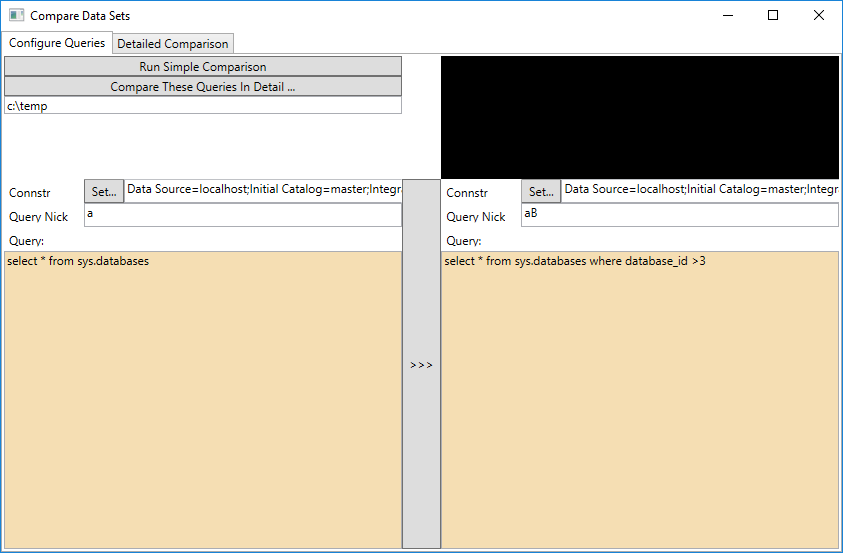 Compare Data Sets
Configure Queries
Detailed Comparison
Run Simple Comparison
Compare These Queries In Detail ...
c:\temp
Connstr
Set...
Data Source=localhost;Initial Catalog=master;Integr
Query Nick
a
Query:
select * from sys.databases
>>>
Connstr
Set...
Data Source=localhost;Initial Catalog=master;Integr
Query Nick
aB
Query:
select * from sys.databases where database_id >3